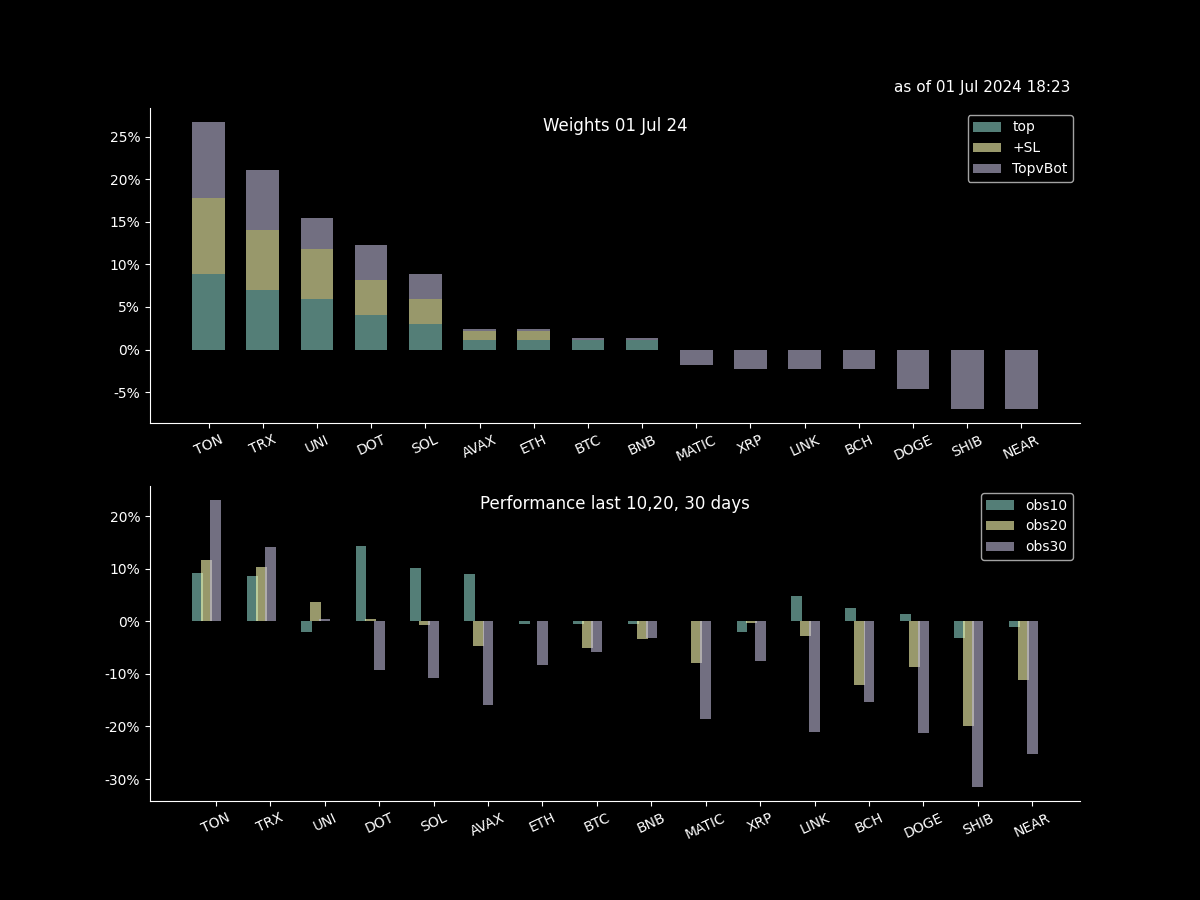 as of 01 Jul 2024 18:23
Weights 01 Jul 24
top
+SL
TopvBot
25%
20%
15%
10%
5%
0%
-5%
TON TRX UNI DOT SOL AVAX ETH BTC BNB MATIC XRP LINK BCH DOGE SHIB NEAR
Performance last 10,20, 30 days
obs10
obs20
obs30
20%
10%
0%
-10%
-20%
-30%
TON TRX UNI DOT SOL AVAX ETH BTC BNB MATIC XRP LINK BCH DOGE SHIB NEAR